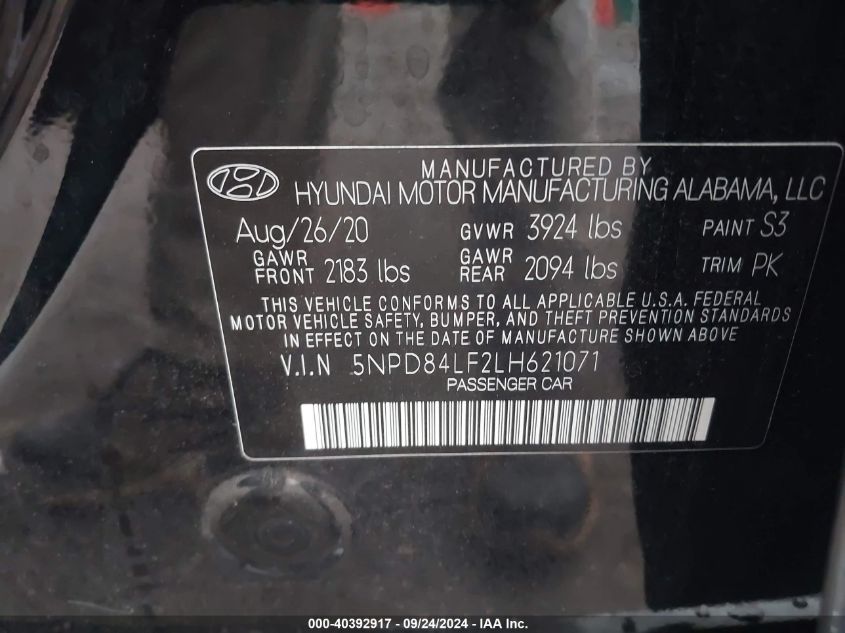 MANUFACTURED BY
HYUNDAI MOTOR MANUFACTURING ALABAMA, LLC
Aug/26/20 GVWR 3924 lbs PAINT S3
GAWR FRONT 2183 lbs GAWR REAR 2094 lbs TRIM PK
THIS VEHICLE CONFORMS TO ALL APPLICABLE U.S.A. FEDERAL
MOTOR VEHICLE SAFETY, BUMPER, AND THEFT PREVENTION STANDARDS
IN EFFECT ON THE DATE OF MANUFACTURE SHOWN ABOVE
V.I.N 5NPD84LF2LH621071
PASSENGER CAR
000-40392917 - 09/24/2024 - IAA Inc.